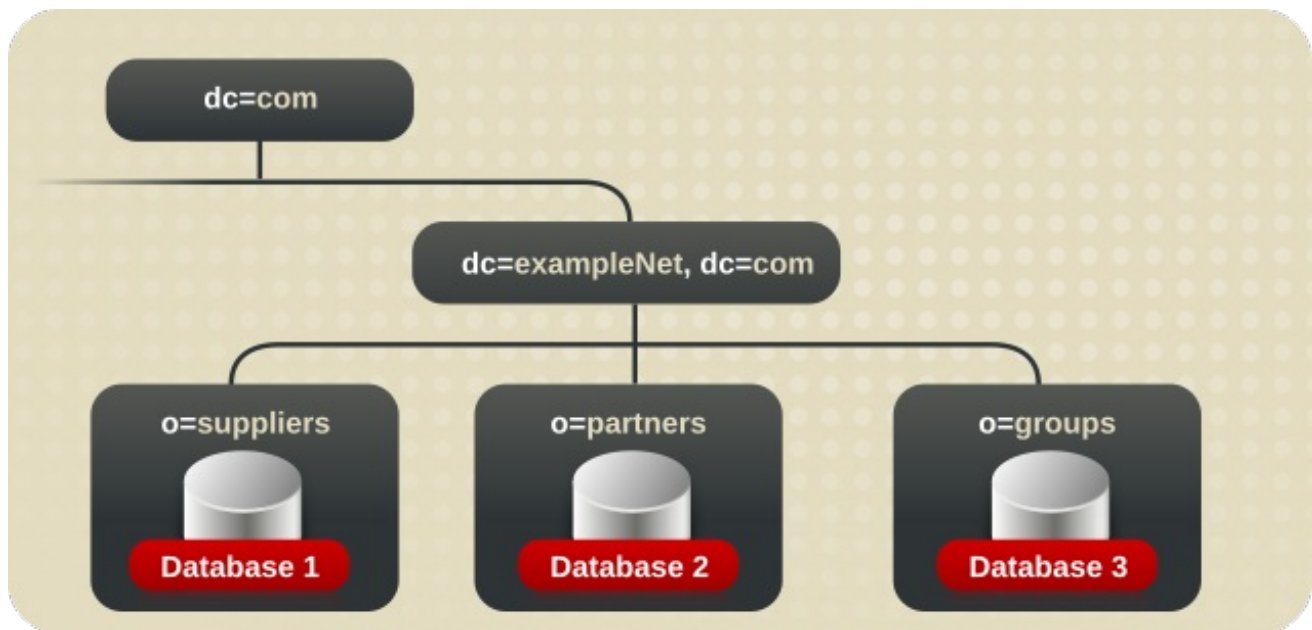 dc=com
dc=exampleNet, dc=com
o=suppliers
Database 1
o=partners
Database 2
o=groups
Database 3